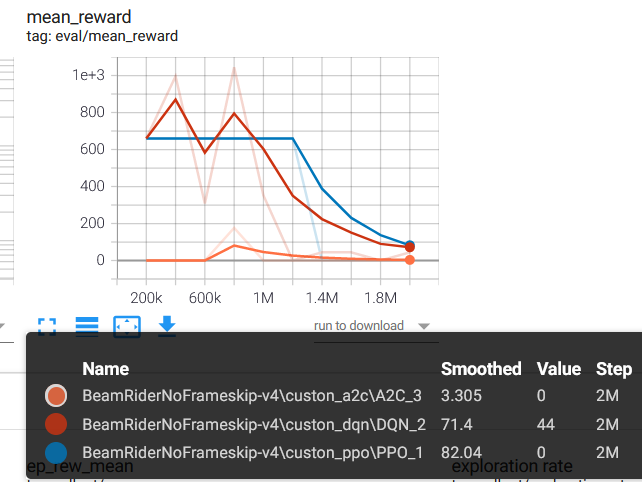 mean_reward
tag: eval/mean_reward
1e+3
800
600
400
200
0
200k 600k 1M 1.4M 1.8M
run to download
Name Smoothed Value Step
BeamRiderNoFrameskip-v4\custon_a2c\A2C_3 3.305 0 2M
BeamRiderNoFrameskip-v4\custon_dqn\DQN_2 71.4 44 2M
BeamRiderNoFrameskip-v4\custon_ppo\PPO_1 82.04 0 2M
ep_rew_mean exploration rate